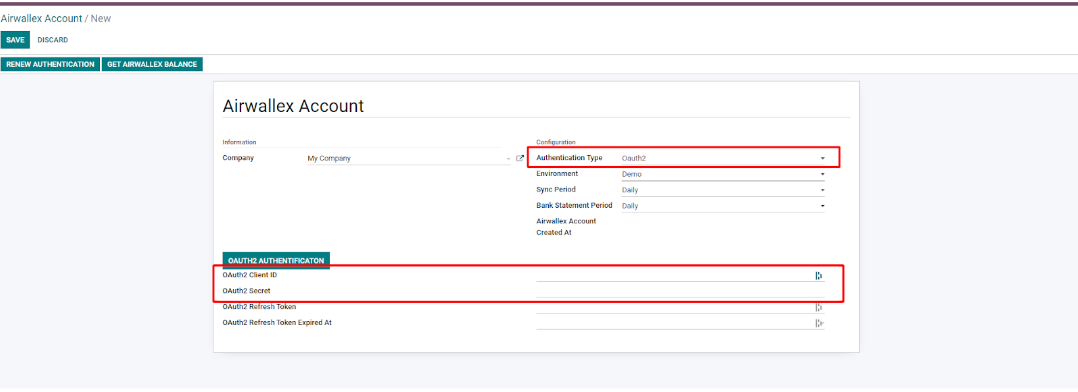 Airwallex Account / New
SAVE DISCARD
RENEW AUTHENTICATION GET AIRWALLEX BALANCE
Airwallex Account
Information
Company My Company
Configuration
Authentication Type Oauth2
Environment Demo
Sync Period Daily
Bank Statement Period Daily
Airwallex Account
Created At
OAUTH2 AUTHENTIFICATON
OAuth2 Client ID
OAuth2 Secret
OAuth2 Refresh Token
OAuth2 Refresh Token Expired At